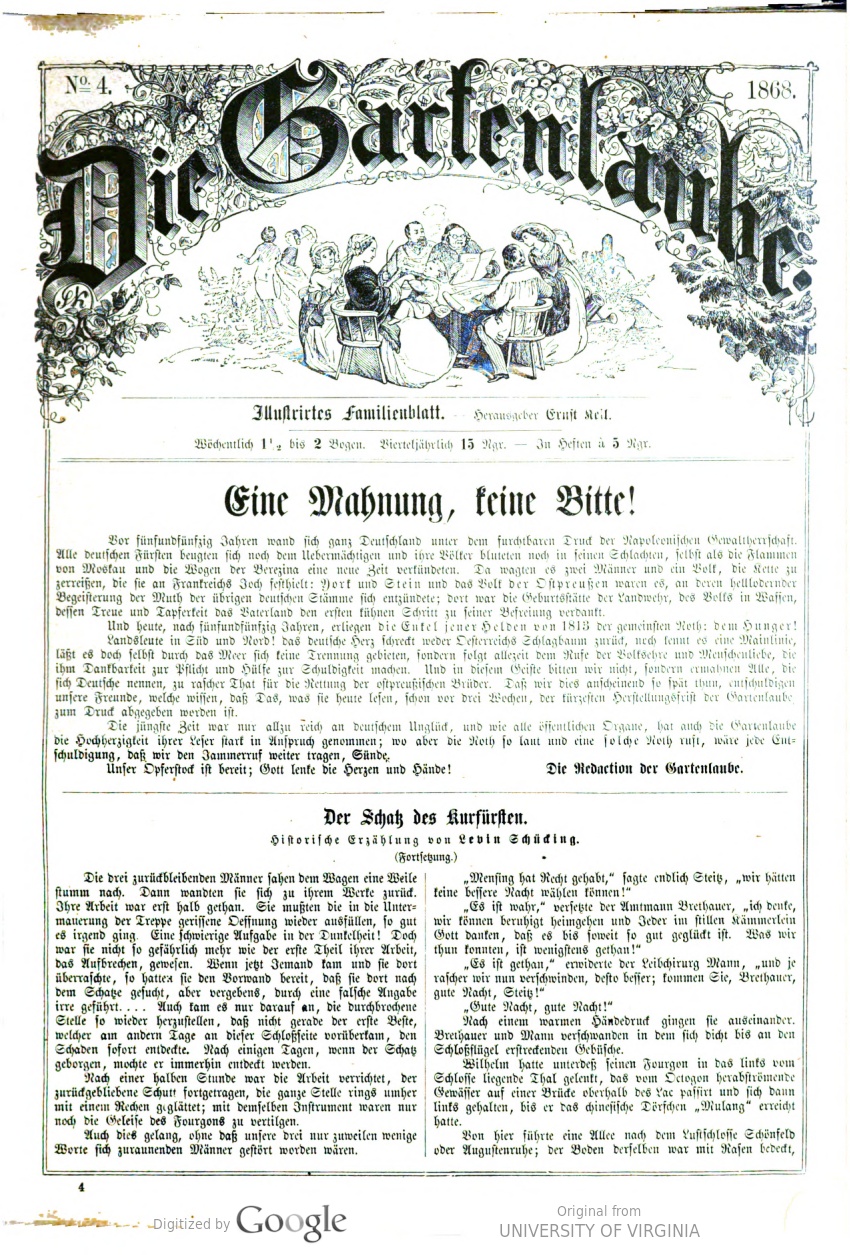 No. 4.
1868.
Die Gartenlaube.
Illustrirtes Familienblatt. — Herausgeber Ernst Keil.
Wöchentlich 1½ bis 2 Bogen. Vierteljährlich 15 Ngr. — In Heften à 5 Ngr.
Eine Mahnung, keine Bitte!
Vor fünfundfünfzig Jahren wand sich ganz Deutschland unter dem furchtbaren Druck der Napoleonischen Gewaltherrschaft.
Alle deutschen Fürsten beugten sich noch dem Uebermächtigen und ihre Völker bluteten noch in seinen Schlachten, selbst als die Flammen
von Moskau und die Wogen der Berezina eine neue Zeit verkündeten. Da wagten es zwei Männer und ein Volk, die Kette zu
zerreißen, die sie an Frankreichs Joch festhielt: York und Stein und das Volk der Ostpreußen waren es, an deren helllodernder
Begeisterung der Muth der übrigen deutschen Stämme sich entzündete; dort war die Geburtsstätte der Landwehr, des Volks in Waffen,
dessen Treue und Tapferkeit das Vaterland den ersten kühnen Schritt zu seiner Befreiung verdankt.
Und heute, nach fünfundfünfzig Jahren, erliegen die Enkel jener Helden von 1813 der gemeinsten Noth: dem Hunger!
Landsleute in Süd und Nord! das deutsche Herz schreckt weder Oesterreichs Schlagbaum zurück, noch kennt es eine Mainlinie,
läßt es doch selbst durch das Meer sich keine Trennung gebieten, sondern folgt allezeit dem Rufe der Volksehre und Menschenliebe, die
ihm Dankbarkeit zur Pflicht und Hülfe zur Schuldigkeit machen. Und in diesem Geiste bitten wir nicht, sondern ermahnen Alle, die
sich Deutsche nennen, zu rascher That für die Rettung der ostpreußischen Brüder. Daß wir dies anscheinend so spät thun, entschuldigen
unsere Freunde, welche wissen, daß Das, was sie heute lesen, schon vor drei Wochen, der kürzesten Herstellungsfrist der Gartenlaube
zum Druck abgegeben worden ist.
Die jüngste Zeit war nur allzu reich an deutschem Unglück, und wie alle öffentlichen Organe, hat auch die Gartenlaube
die Hochherzigkeit ihrer Leser stark in Anspruch genommen; wo aber die Noth so laut und eine solche Noth ruft, wäre jede Ent-
schuldigung, daß wir den Jammerruf weiter tragen, Sünde.
Unser Opferstock ist bereit; Gott lenke die Herzen und Hände! Die Redaction der Gartenlaube.
Der Schatz des Kurfürsten.
Historische Erzählung von Levin Schücking.
(Fortsetzung.)
Die drei zurückbleibenden Männer sahen dem Wagen eine Weile
stumm nach. Dann wandten sie sich zu ihrem Werke zurück.
Ihre Arbeit war erst halb gethan. Sie mußten die in die Unter-
mauerung der Treppe gerissene Oeffnung wieder ausfüllen, so gut
es irgend ging. Eine schwierige Aufgabe in der Dunkelheit! Doch
war sie nicht so gefährlich mehr wie der erste Theil ihrer Arbeit,
das Aufbrechen, gewesen. Wenn jetzt Jemand kam und sie dort
überraschte, so hatten sie den Vorwand bereit, daß sie dort nach
dem Schatze gesucht, aber vergebens, durch eine falsche Angabe
irre geführt.... Auch kam es nur darauf an, die durchbrochene
Stelle so wieder herzustellen, daß nicht gerade der erste Beste,
welcher am andern Tage an dieser Schloßseite vorüberkam, den
Schaden sofort entdeckte. Nach einigen Tagen, wenn der Schatz
geborgen, mochte er immerhin entdeckt werden.
Nach einer halben Stunde war die Arbeit verrichtet, der
zurückgebliebene Schutt fortgetragen, die ganze Stelle rings umher
mit einem Rechen geglättet; mit demselben Instrument waren nur
noch die Geleise des Fourgons zu vertilgen.
Auch dies gelang, ohne daß unsere drei nur zuweilen wenige
Worte sich zuraunenden Männer gestört worden wären.
„Mensing hat Recht gehabt,“ sagte endlich Steitz, „wir hätten
keine bessere Nacht wählen können!“
„Es ist wahr,“ versetzte der Amtmann Brethauer, „ich denke,
wir können beruhigt heimgehen und Jeder im stillen Kämmerlein
Gott danken, daß es bis soweit so gut geglückt ist. Was wir
thun konnten, ist wenigstens gethan!“
„Es ist gethan,“ erwiderte der Leibchirurg Mann, „und je
rascher wir nun verschwinden, desto besser; kommen Sie, Brethauer,
gute Nacht, Steitz!“
„Gute Nacht, gute Nacht!“
Nach einem warmen Händedruck gingen sie auseinander.
Brethauer und Mann verschwanden in dem sich dicht bis an den
Schloßflügel erstreckenden Gebüsche.
Wilhelm hatte unterdeß seinen Fourgon in das links vom
Schlosse liegende Thal gelenkt, das vom Octogon herabströmende
Gewässer auf einer Brücke oberhalb des Lac passirt und sich dann
links gehalten, bis er das chinesische Dörfchen „Mulang“ erreicht
hatte.
Von hier führte eine Allee nach dem Lustschlosse Schönfeld
oder Augustenruhe; der Boden derselben war mit Rasen bedeckt,
4
Digitized by Google
Original from
UNIVERSITY OF VIRGINIA